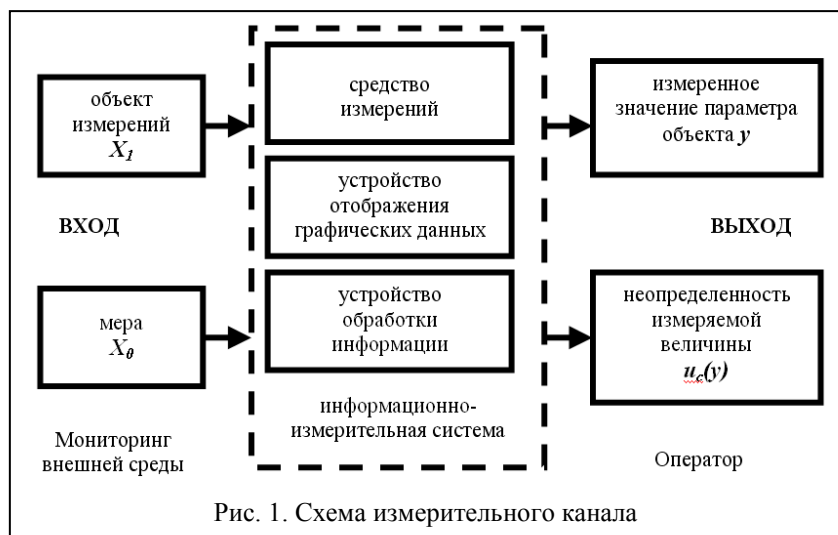 объект
измерений
X₁
ВХОД
мера
X₀
Мониторинг
внешней среды
средство
измерений
устройство
отображения
графических данных
устройство
обработки
информации
информационно-
измерительная система
измеренное
значение параметра
объекта y
ВЫХОД
неопределенность
измеряемой
величины
u_c(y)
Оператор
Рис. 1. Схема измерительного канала